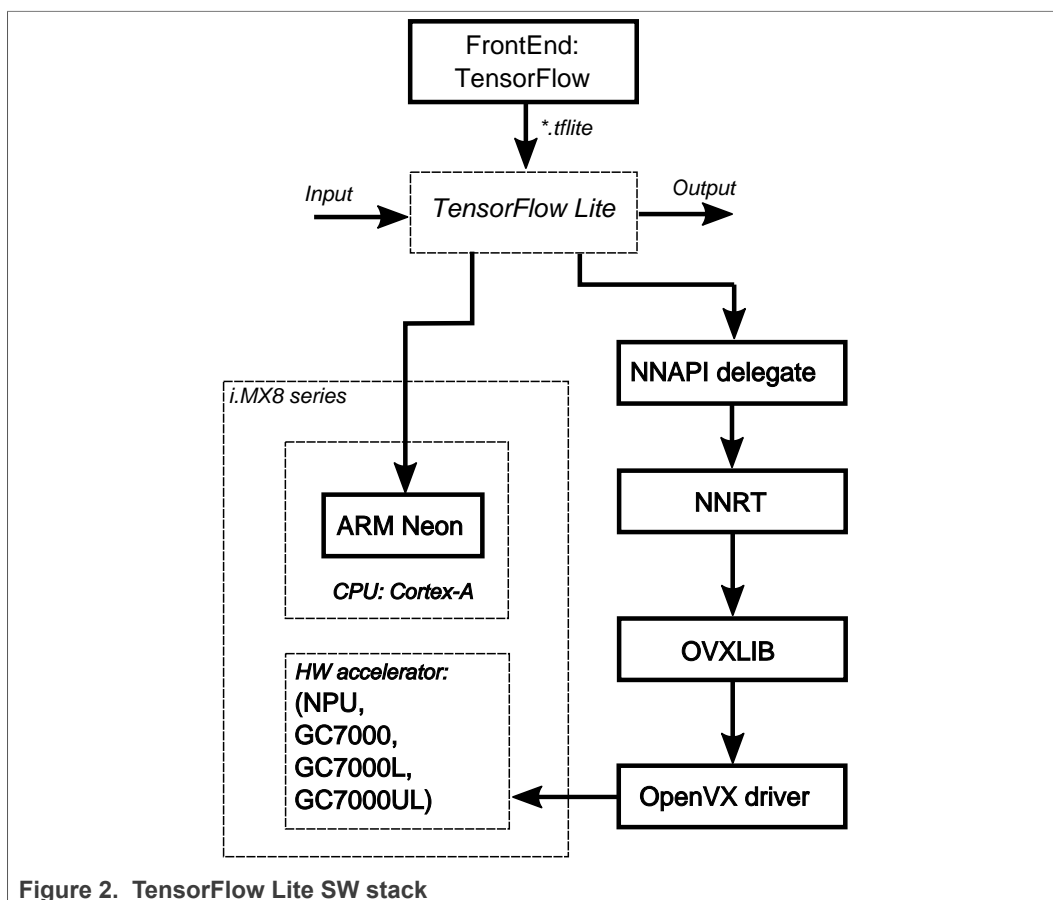 FrontEnd:
TensorFlow
*.tflite
Input
TensorFlow Lite
Output
NNAPI delegate
i.MX8 series
NNRT
ARM Neon
CPU: Cortex-A
OVXLIB
HW accelerator:
(NPU,
GC7000,
GC7000L,
GC7000UL)
OpenVX driver
Figure 2. TensorFlow Lite SW stack